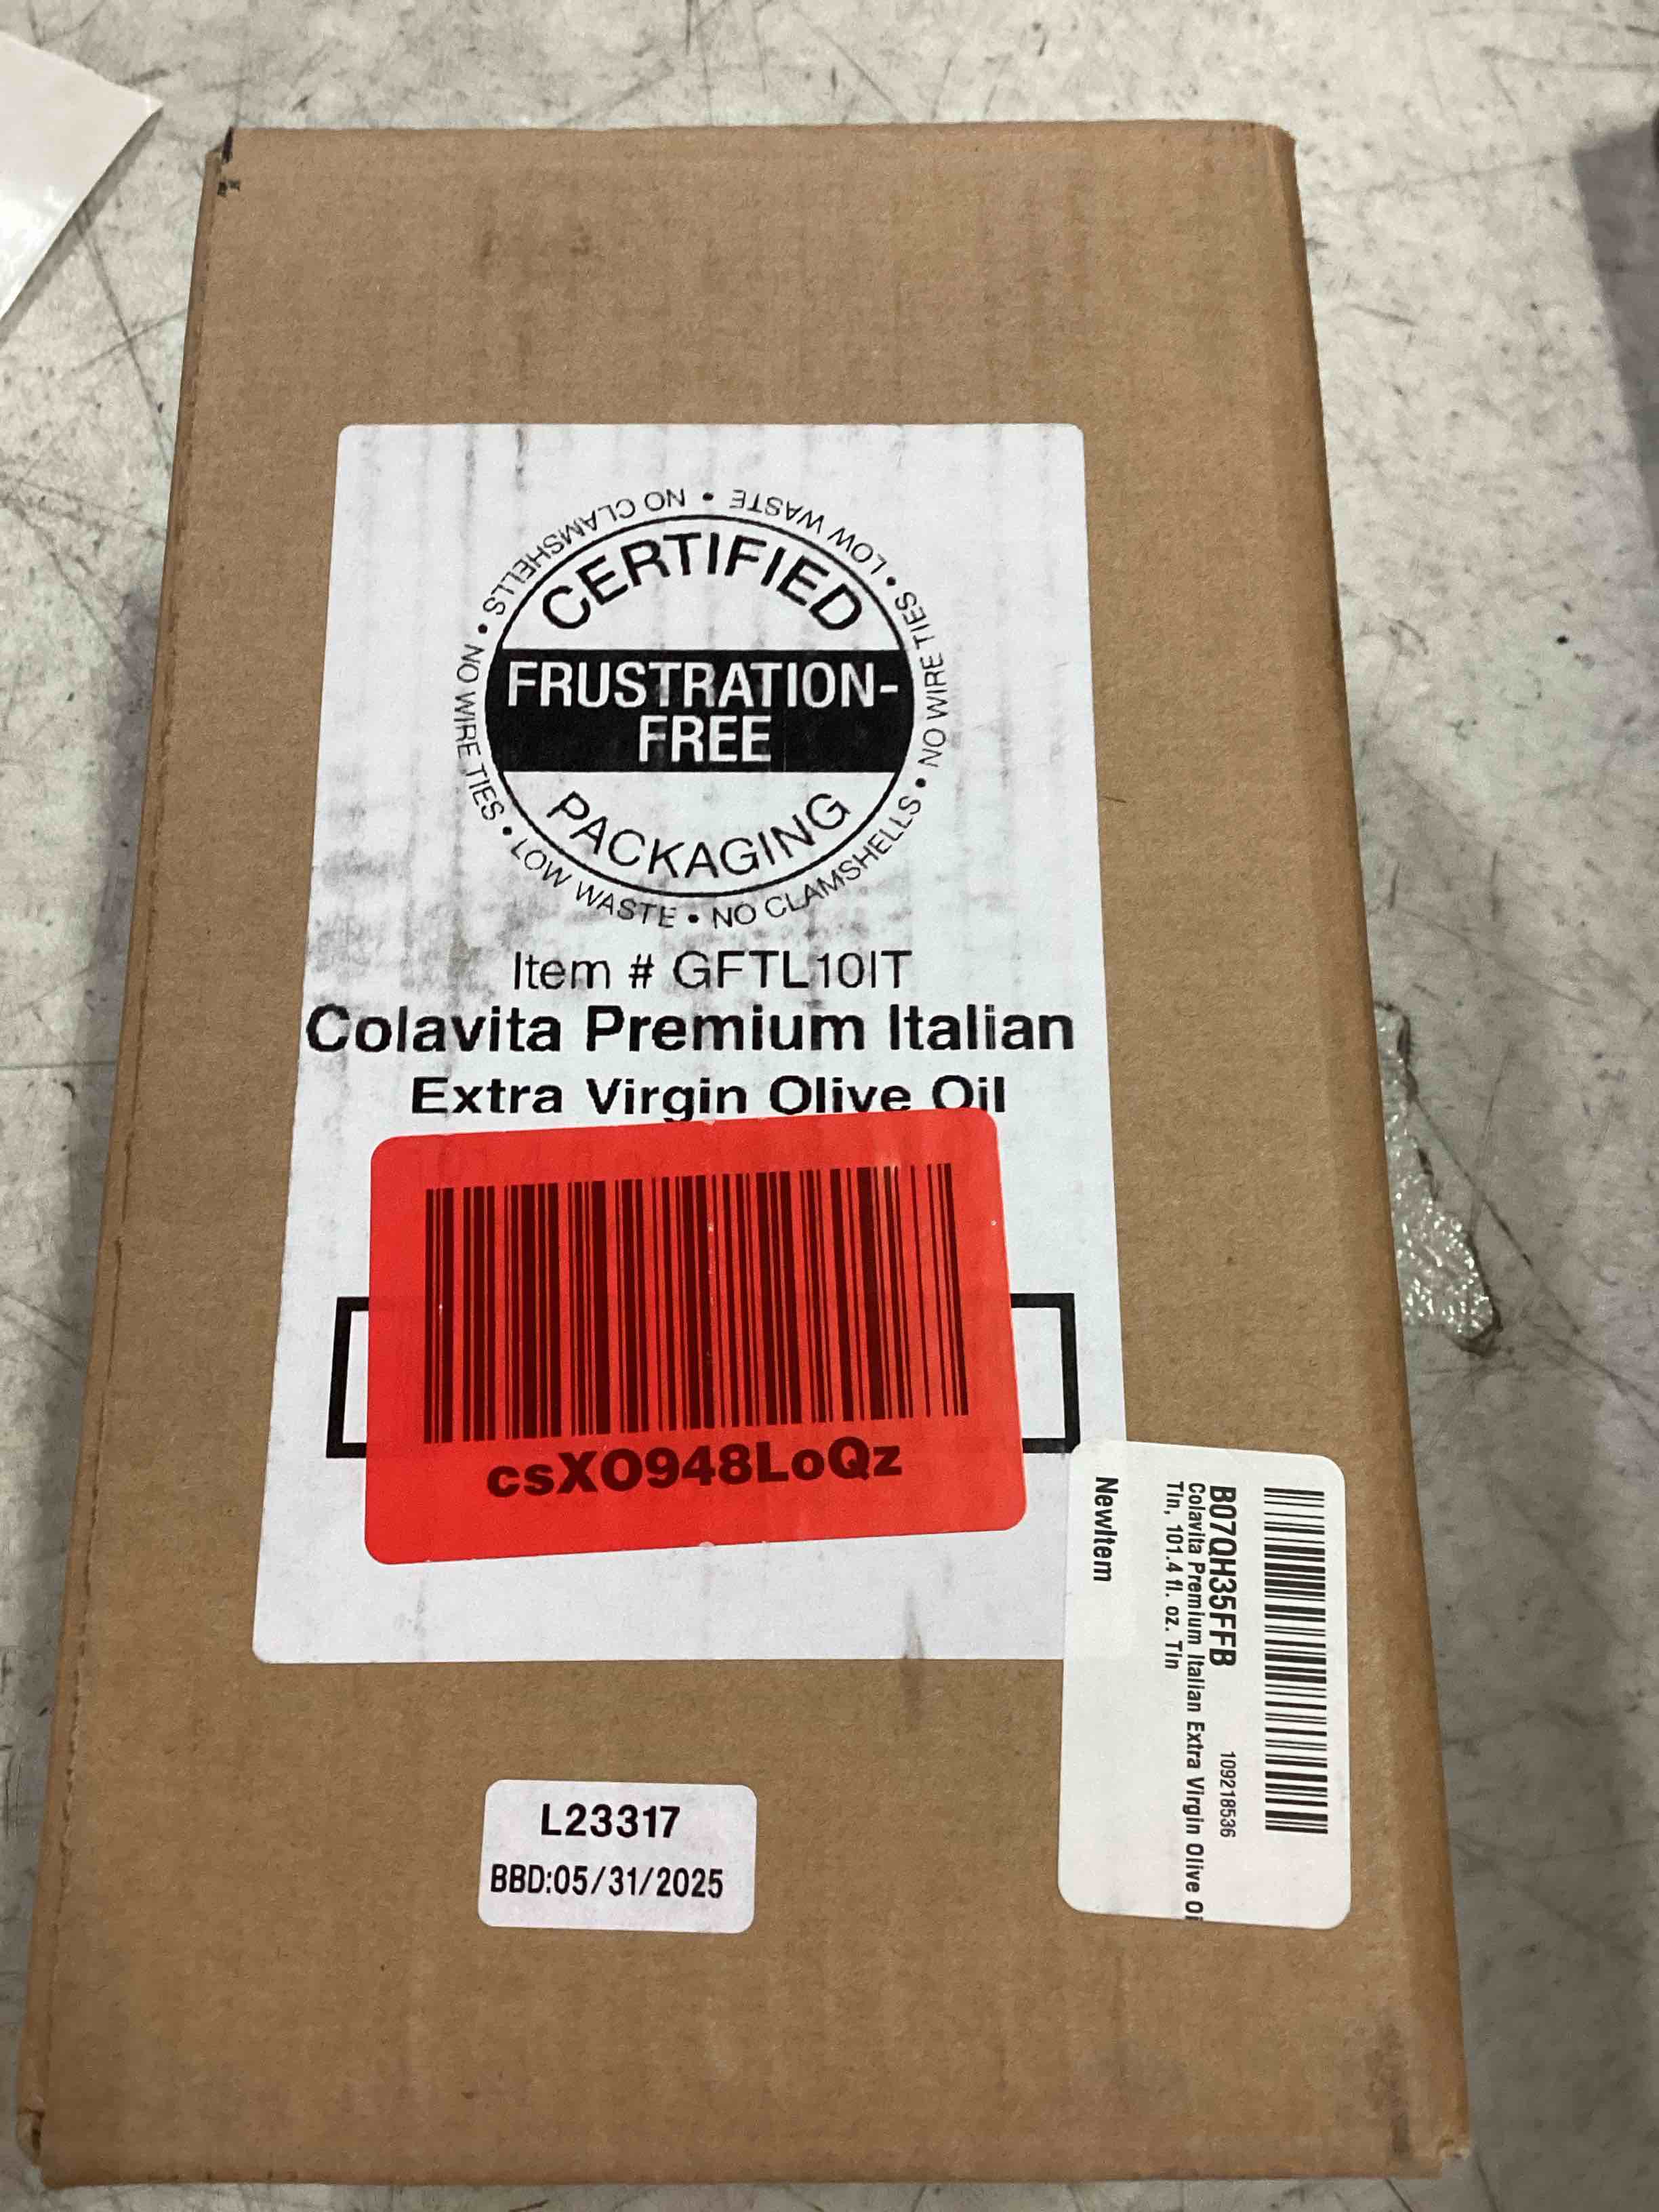 NO CLAMSHELLS • LOW WASTE • NO WIRE TIES • NO CLAMSHELLS • LOW WASTE • NO WIRE TIES •
CERTIFIED
FRUSTRATION-
FREE
PACKAGING
Item # GFTL10IT
Colavita Premium Italian
Extra Virgin Olive Oil
csXO948LoQz
B07QH35FFB 109218536
Colavita Premium Italian Extra Virgin Olive Oi
Tin, 101.4 fl. oz. Tin
NewItem
L23317
BBD:05/31/2025